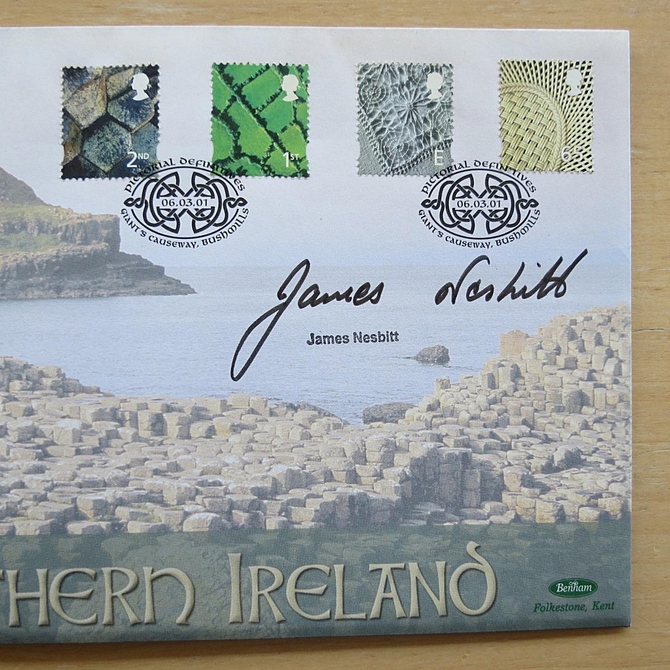 2ND
1ST
E
PICTORIAL DEFINITIVES
06.03.01
GIANT'S CAUSEWAY, BUSHMILLS
PICTORIAL DEFINITIVES
06.03.01
GIANT'S CAUSEWAY, BUSHMILLS
James Nesbitt
James Nesbitt
THERN IRELAND
Benham
Folkestone, Kent